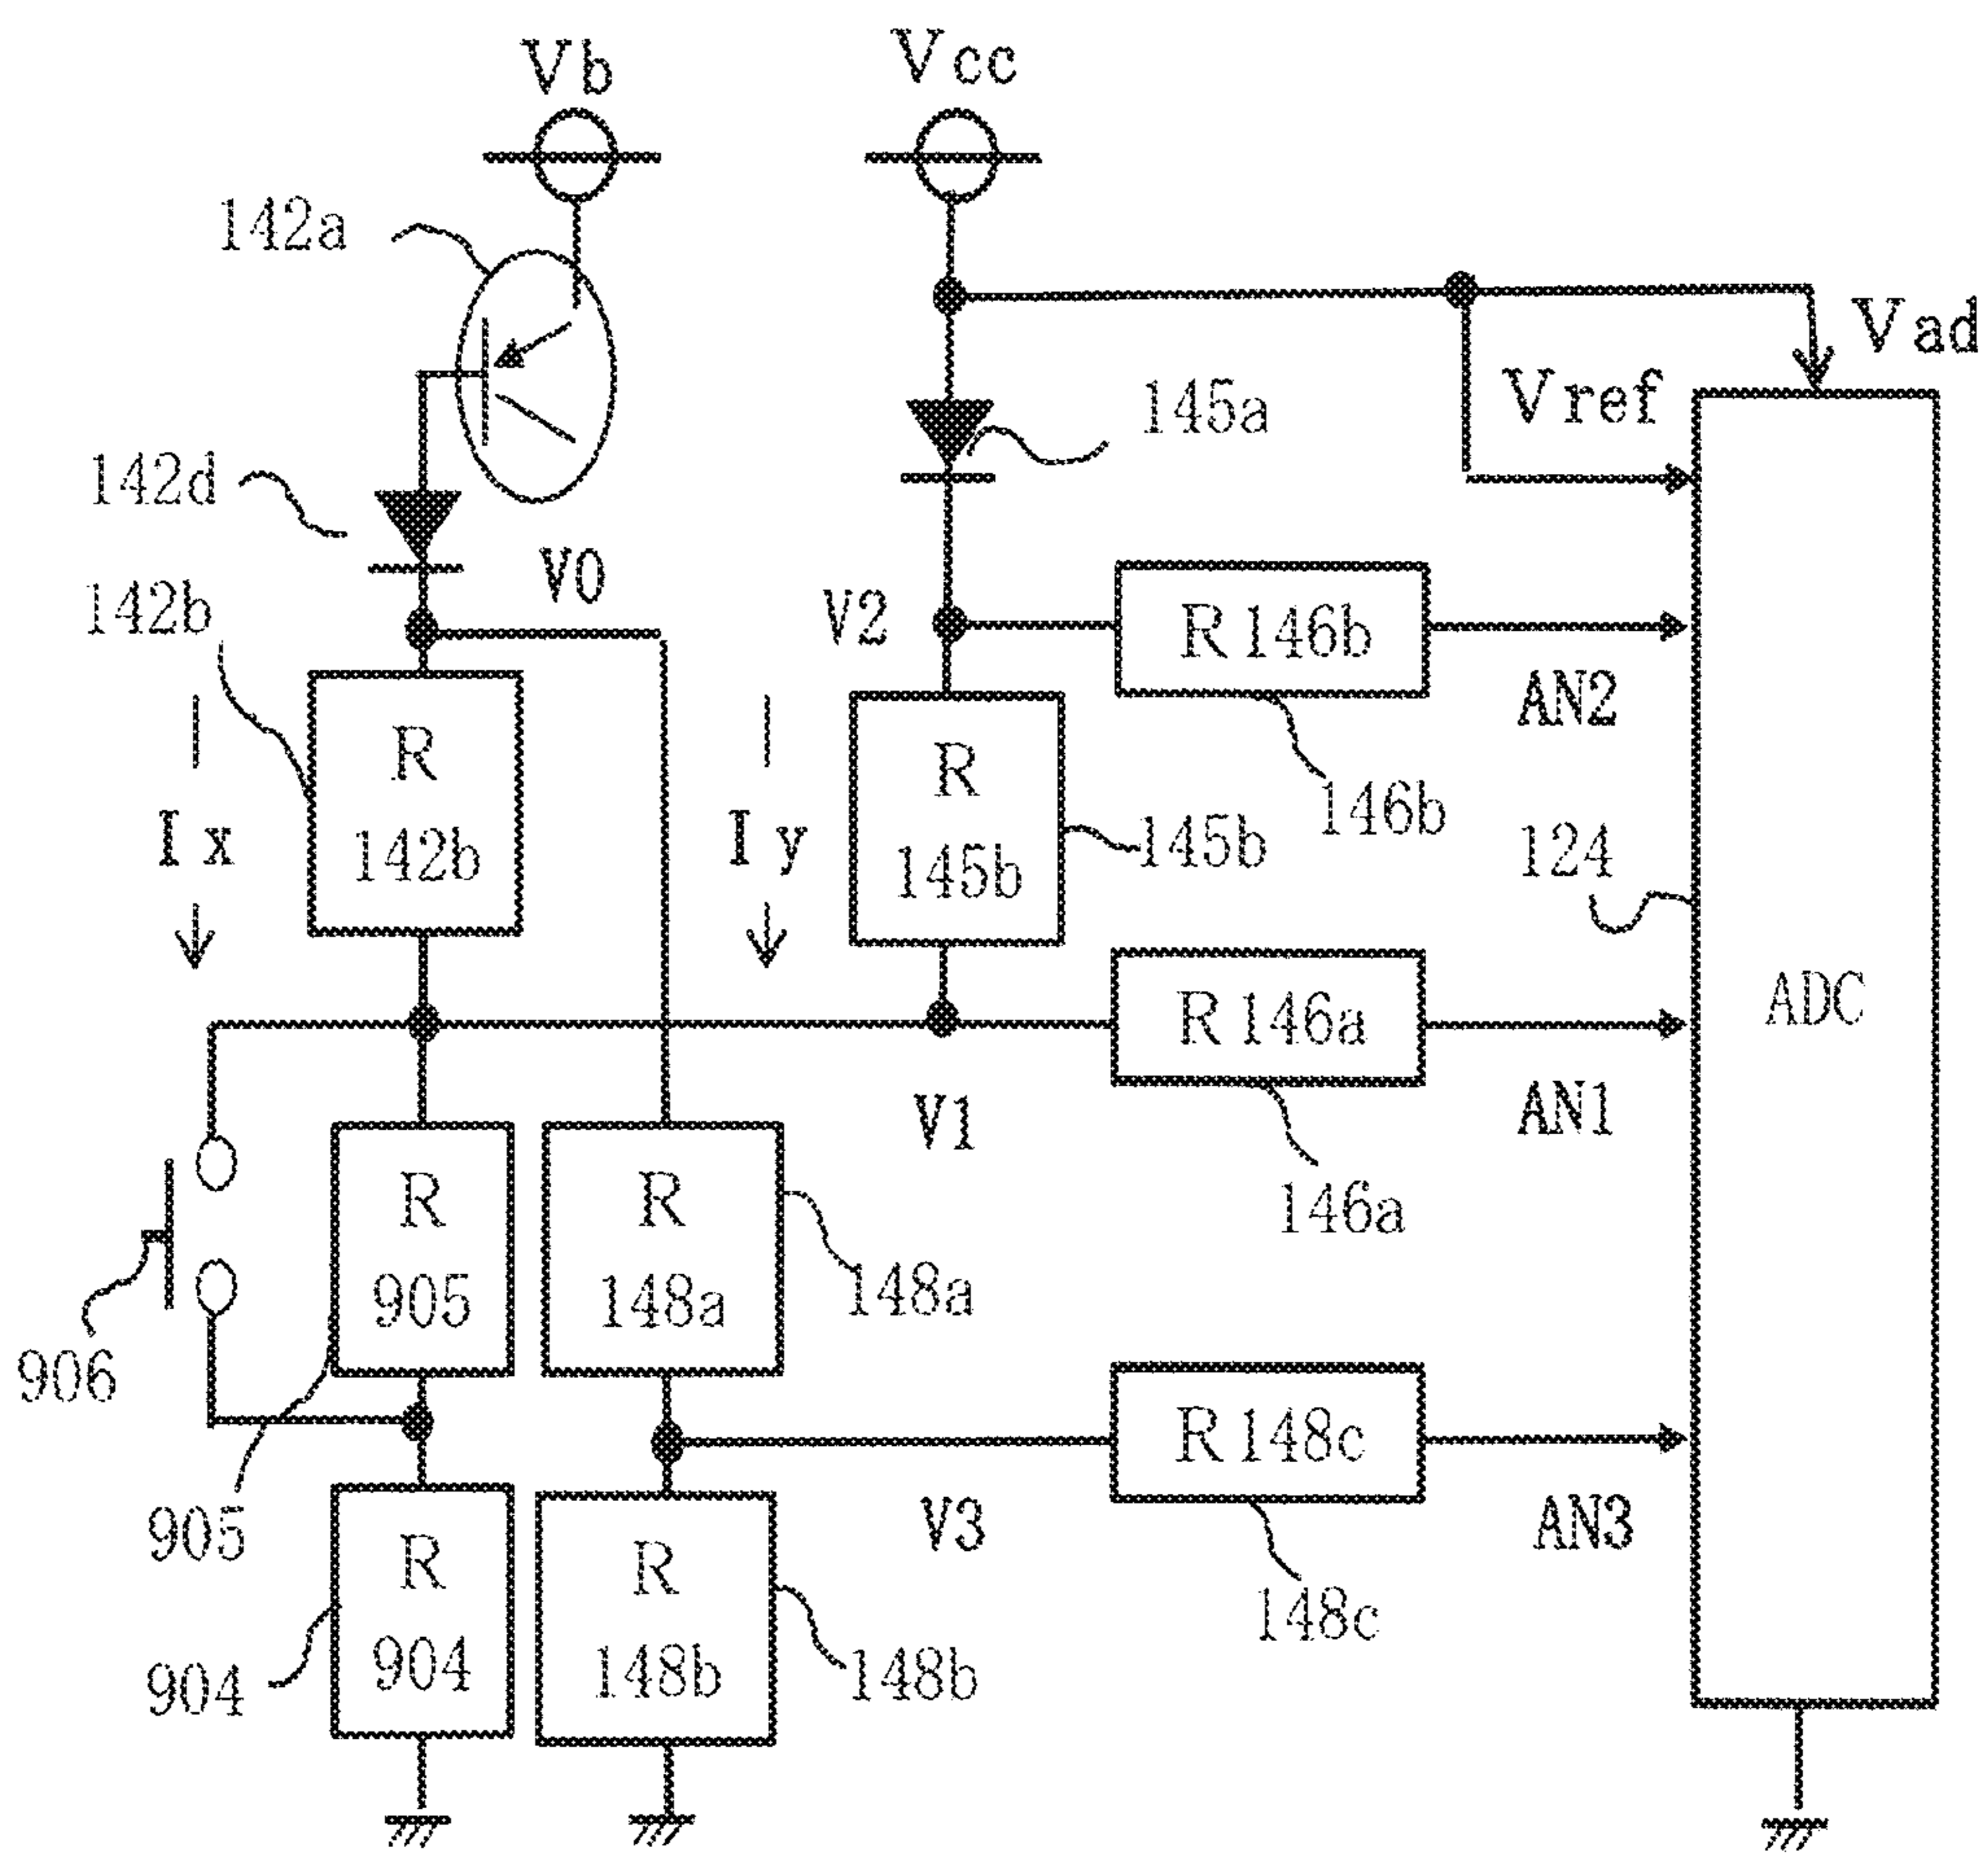 Vb
Vcc
142a
Vad
Vref
145a
142d
V0
142b
V2
R146b
AN2
R
142b
R
145b
146b
Ix
Iy
145b
124
R146a
ADC
V1
AN1
146a
R
905
R
148a
148a
906
R148c
905
V3
AN3
R
904
R
148b
148c
904
148b